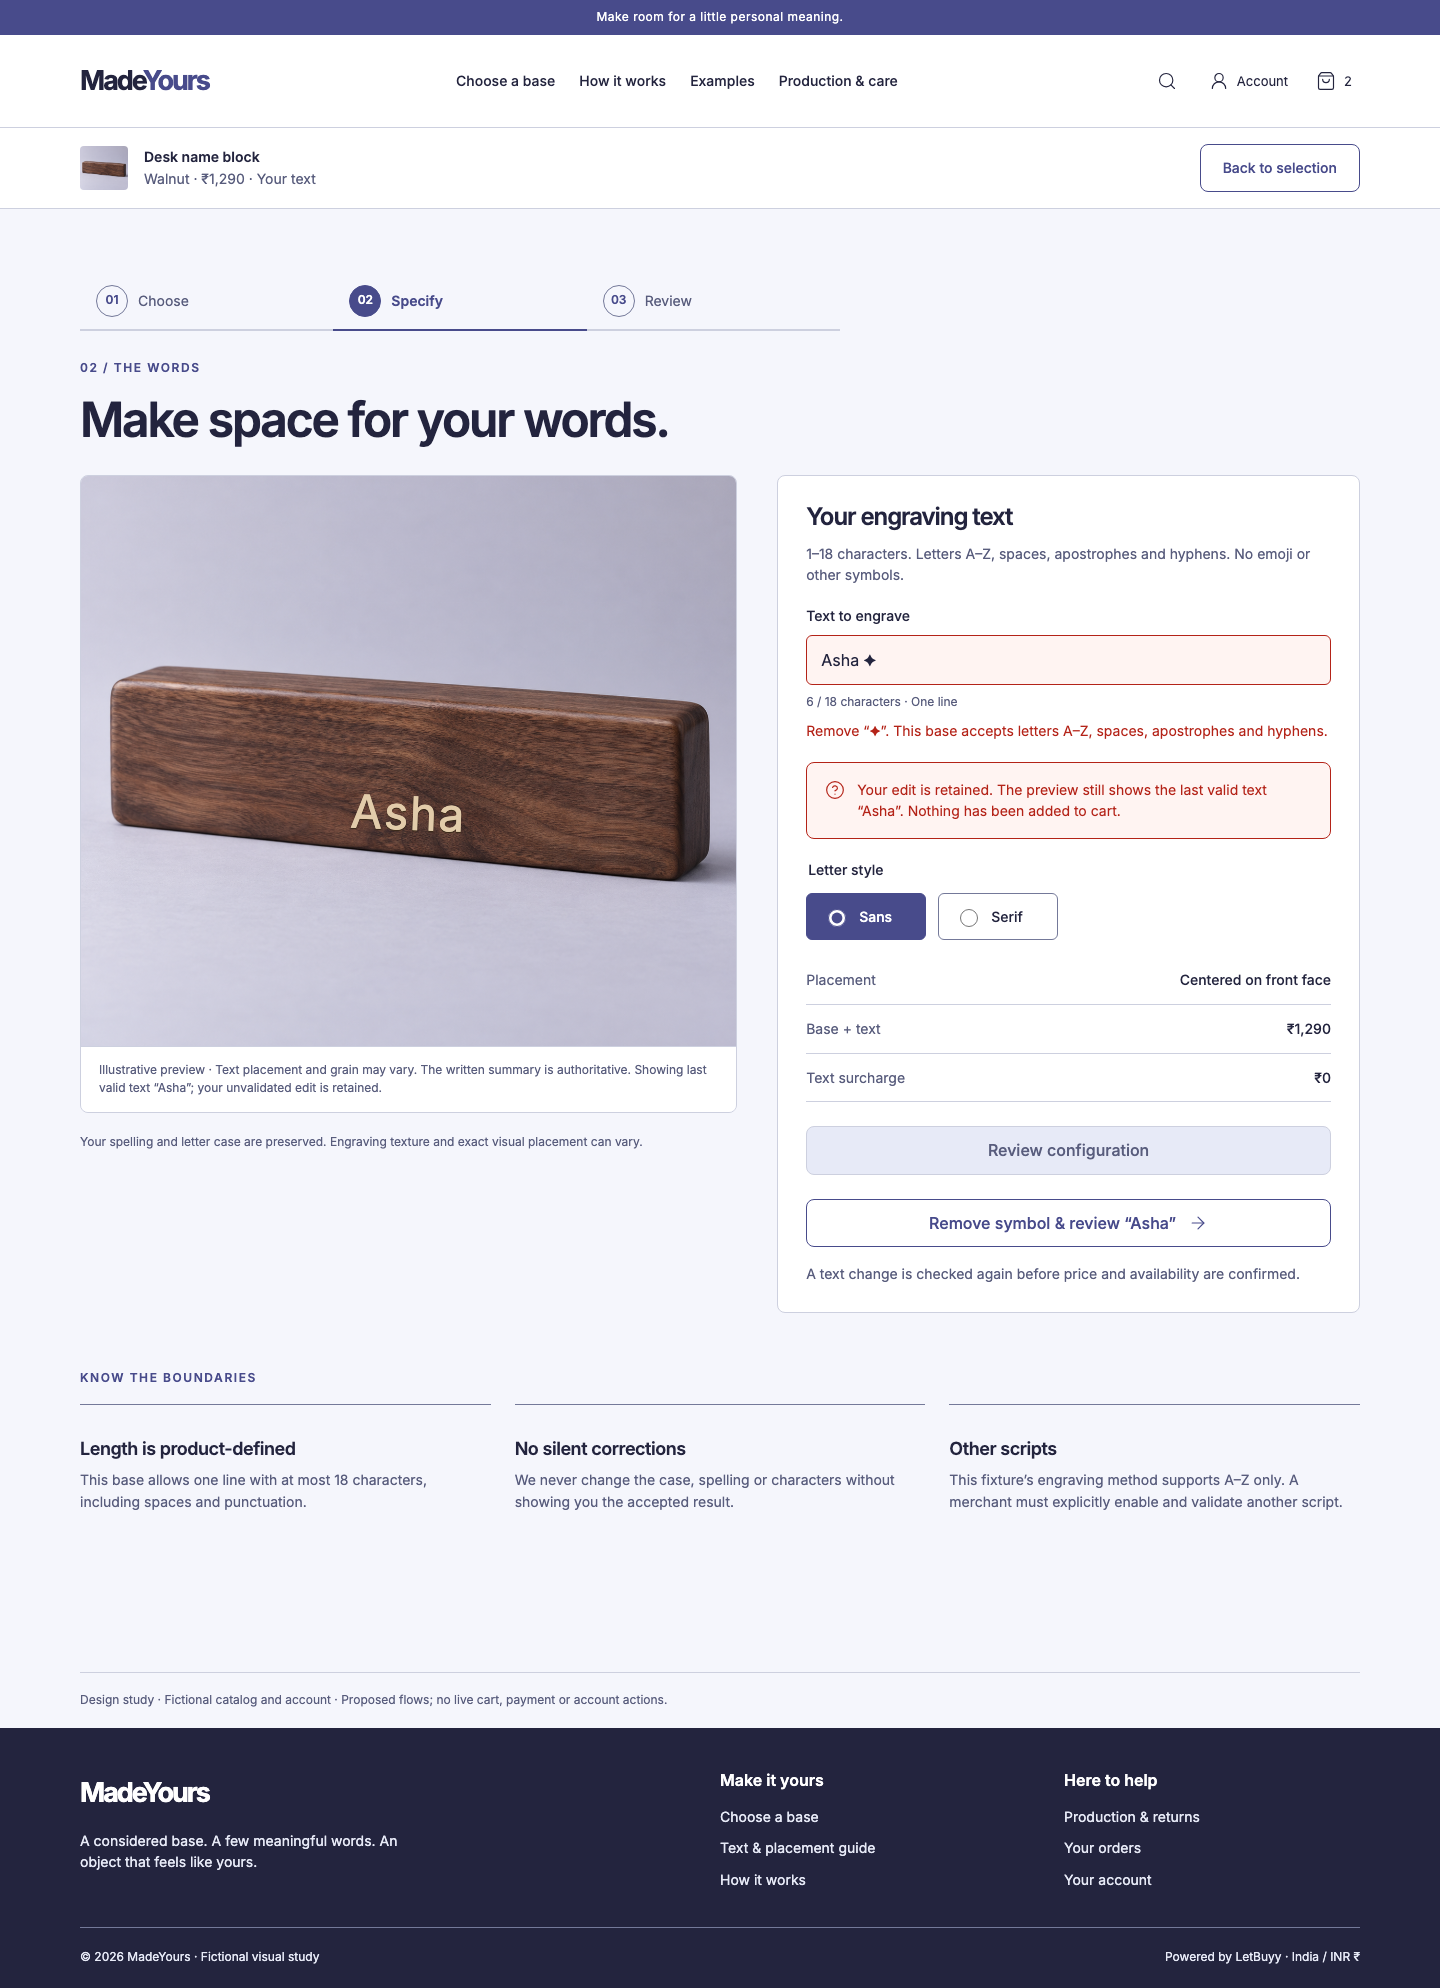 Make room for a little personal meaning.
MadeYours
Choose a base
How it works
Examples
Production & care
Account
2
Desk name block
Walnut · ₹1,290 · Your text
Back to selection
01 Choose
02 Specify
03 Review
02 / THE WORDS
Make space for your words.
Asha
Illustrative preview · Text placement and grain may vary. The written summary is authoritative. Showing last
valid text “Asha”; your unvalidated edit is retained.
Your spelling and letter case are preserved. Engraving texture and exact visual placement can vary.
Your engraving text
1–18 characters. Letters A–Z, spaces, apostrophes and hyphens. No emoji or
other symbols.
Text to engrave
Asha ✦
6 / 18 characters · One line
Remove “✦”. This base accepts letters A–Z, spaces, apostrophes and hyphens.
Your edit is retained. The preview still shows the last valid text
“Asha”. Nothing has been added to cart.
Letter style
Sans
Serif
Placement Centered on front face
Base + text ₹1,290
Text surcharge ₹0
Review configuration
Remove symbol & review “Asha” →
A text change is checked again before price and availability are confirmed.
KNOW THE BOUNDARIES
Length is product-defined
This base allows one line with at most 18 characters,
including spaces and punctuation.
No silent corrections
We never change the case, spelling or characters without
showing you the accepted result.
Other scripts
This fixture’s engraving method supports A–Z only. A
merchant must explicitly enable and validate another script.
Design study · Fictional catalog and account · Proposed flows; no live cart, payment or account actions.
MadeYours
A considered base. A few meaningful words. An
object that feels like yours.
Make it yours
Choose a base
Text & placement guide
How it works
Here to help
Production & returns
Your orders
Your account
© 2026 MadeYours · Fictional visual study
Powered by LetBuyy · India / INR ₹